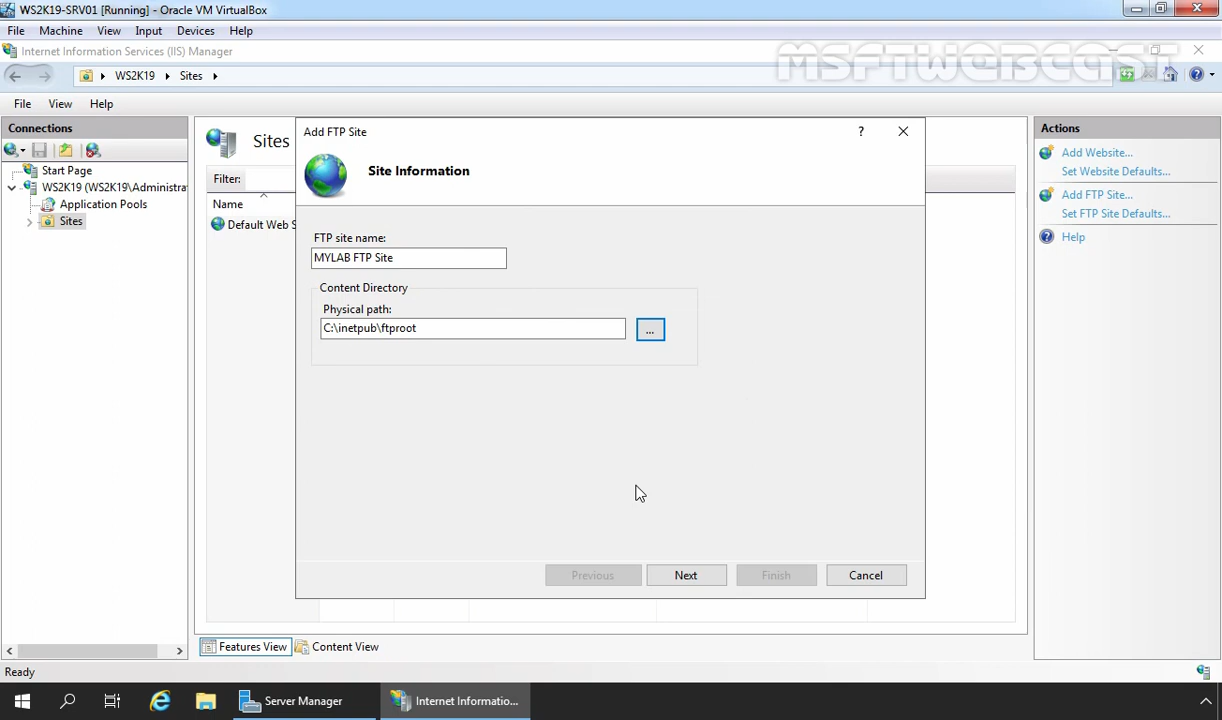 WS2K19-SRV01 [Running] - Oracle VM VirtualBox
File Machine View Input Devices Help
Internet Information Services (IIS) Manager
MSFTWEBCAST
WS2K19 Sites
File View Help
Connections
Start Page
WS2K19 (WS2K19\Administra
Application Pools
Sites
Sites
Filter:
Name
Default Web S
Add FTP Site
?
Site Information
FTP site name:
MYLAB FTP Site
Content Directory
Physical path:
C:\inetpub\ftproot
...
Previous Next Finish Cancel
Features View Content View
Actions
Add Website...
Set Website Defaults...
Add FTP Site...
Set FTP Site Defaults...
Help
Ready
Server Manager Internet Informatio...